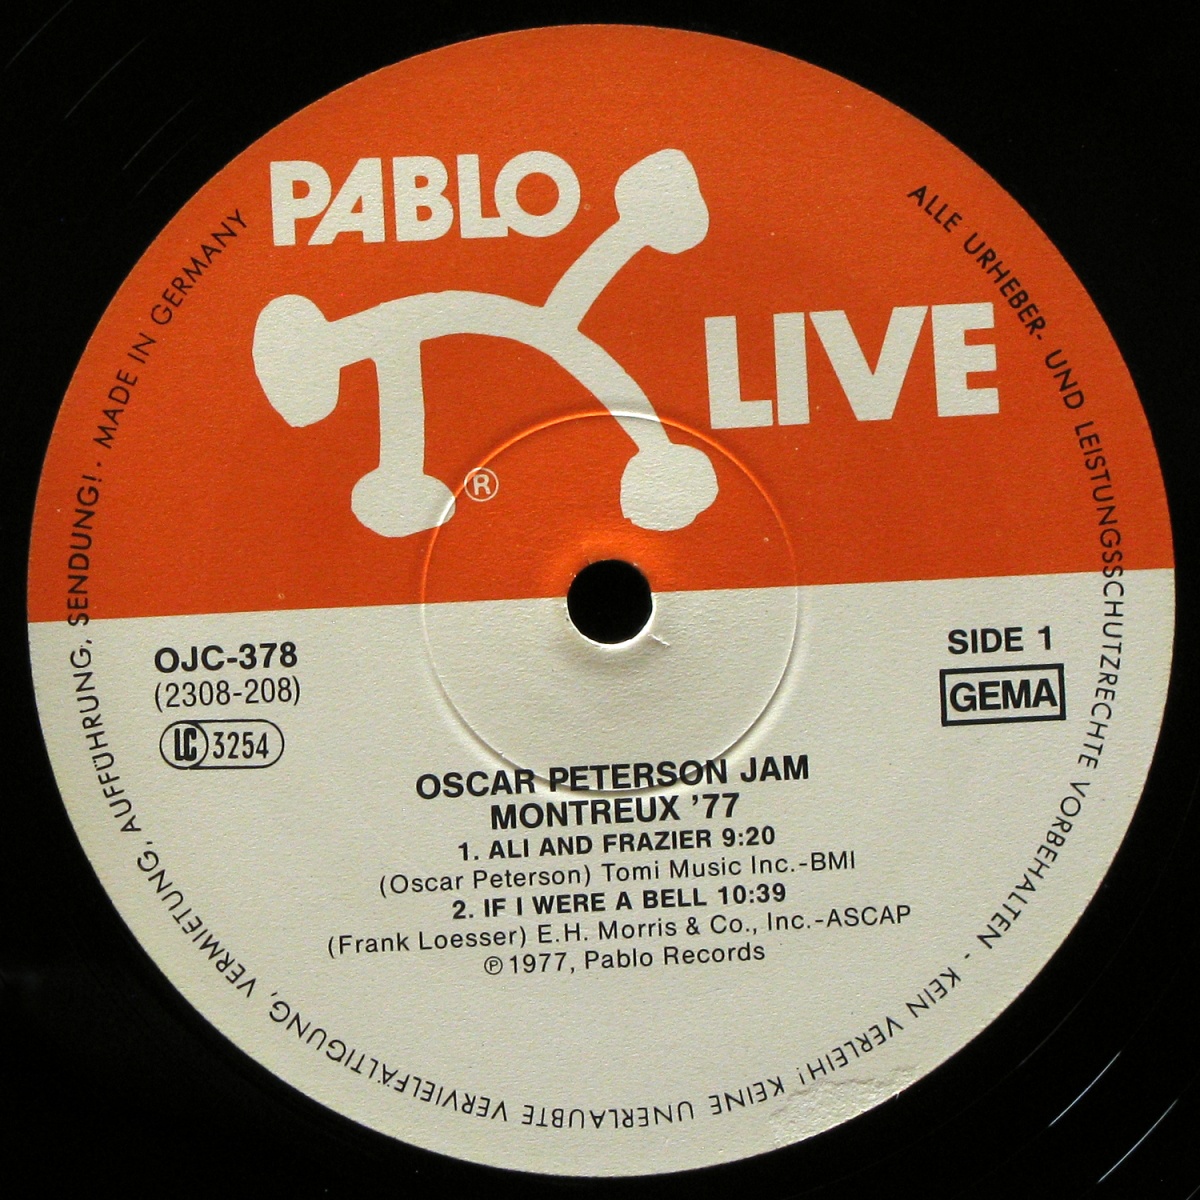 PABLO
LIVE
®
OJC-378
(2308-208)
LC 3254
SIDE 1
GEMA
OSCAR PETERSON JAM
MONTREUX '77
1. ALI AND FRAZIER 9:20
(Oscar Peterson) Tomi Music Inc.-BMI
2. IF I WERE A BELL 10:39
(Frank Loesser) E.H. Morris & Co., Inc.-ASCAP
℗ 1977, Pablo Records
ALLE URHEBER- UND LEISTUNGSSCHUTZRECHTE VORBEHALTEN - KEIN VERLEIH! KEINE UNERLAUBTE VERVIELFÄLTIGUNG, VERMIETUNG, AUFFÜHRUNG, SENDUNG! · MADE IN GERMANY